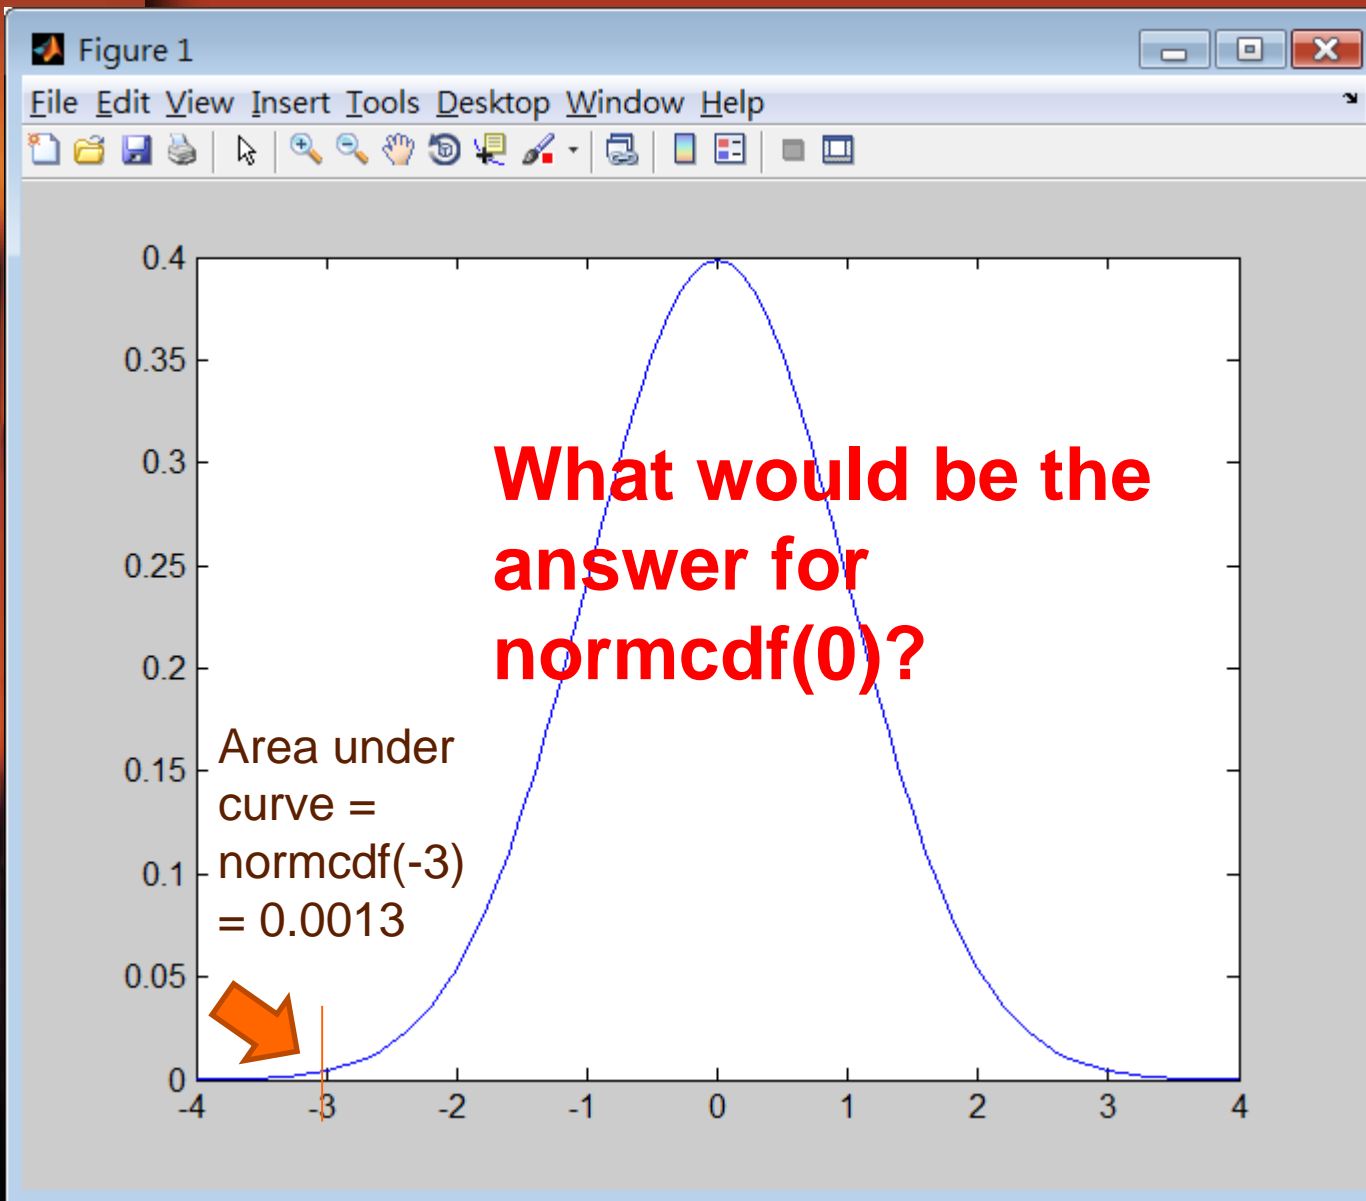 Figure 1
File Edit View Insert Tools Desktop Window Help
0.4
0.35
0.3
0.25
0.2
0.15
0.1
0.05
0
What would be the
answer for
normcdf(0)?
Area under
curve =
normcdf(-3)
= 0.0013
-4 -3 -2 -1 0 1 2 3 4